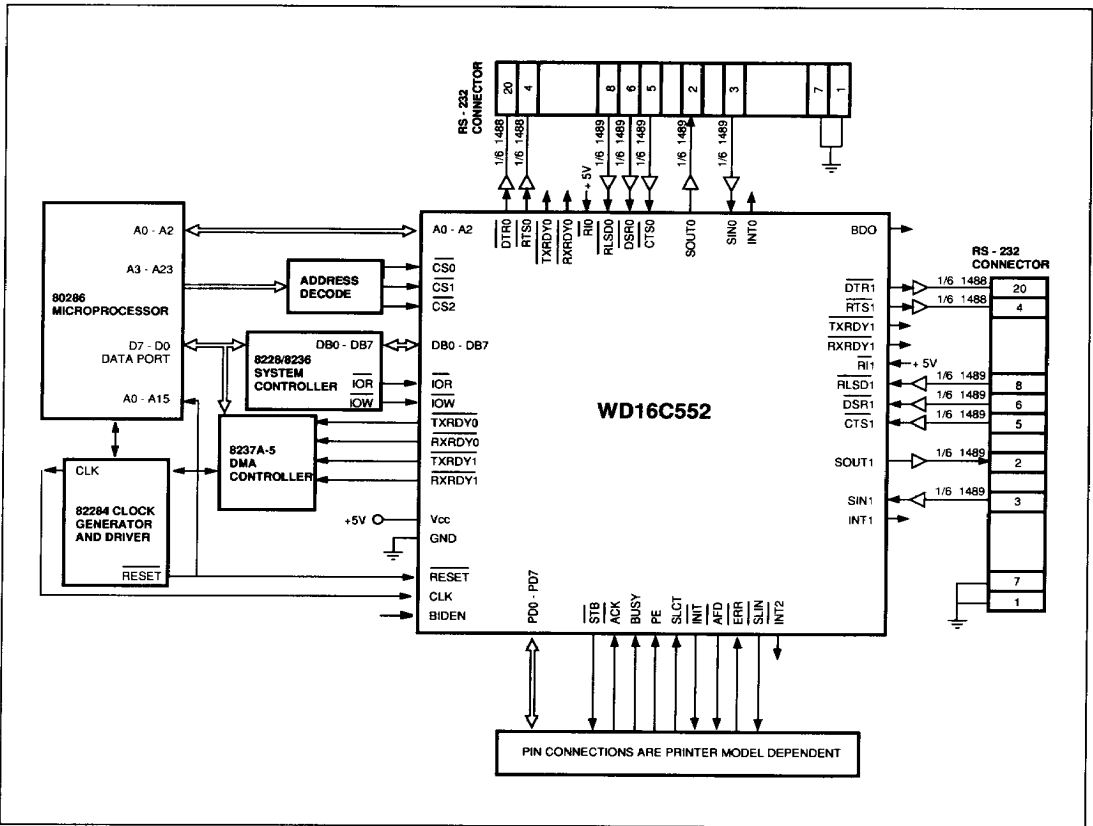 RS - 232
CONNECTOR
20
4
8
6
5
2
3
7
1
1/6 1488
1/6 1488
+ 5V
1/6 1489
1/6 1489
1/6 1489
1/6 1489
1/6 1489
DTR0
RTS0
TXRDY0
RXRDY0
RI0
RLSD0
DSR0
CTS0
SOUT0
SIN0
INT0
80286
MICROPROCESSOR
A0 - A2
A3 - A23
D7 - D0
DATA PORT
A0 - A15
ADDRESS
DECODE
DB0 - DB7
8228/8236
SYSTEM
CONTROLLER
IOR
IOW
8237A-5
DMA
CONTROLLER
CLK
82284 CLOCK
GENERATOR
AND DRIVER
RESET
+5V
A0 - A2
CS0
CS1
CS2
DB0 - DB7
IOR
IOW
TXRDY0
RXRDY0
TXRDY1
RXRDY1
Vcc
GND
RESET
CLK
BIDEN
WD16C552
BDO
DTR1
RTS1
TXRDY1
RXRDY1
RI1
RLSD1
DSR1
CTS1
SOUT1
SIN1
INT1
RS - 232
CONNECTOR
1/6 1488
20
1/6 1488
4
+ 5V
1/6 1489
8
1/6 1489
6
1/6 1489
5
1/6 1489
2
1/6 1489
3
7
1
PD0 - PD7
STB
ACK
BUSY
PE
SLCT
INIT
AFD
ERR
SLIN
INT2
PIN CONNECTIONS ARE PRINTER MODEL DEPENDENT